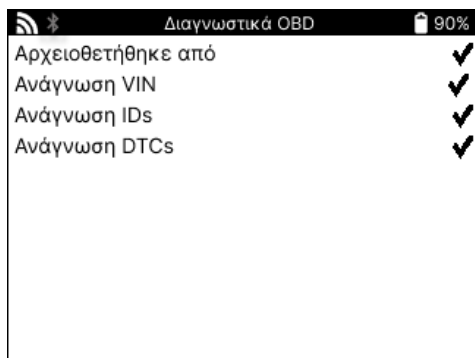 Διαγνωστικά OBD 90%
Αρχειοθετήθηκε από
Ανάγνωση VIN
Ανάγνωση IDs
Ανάγνωση DTCs